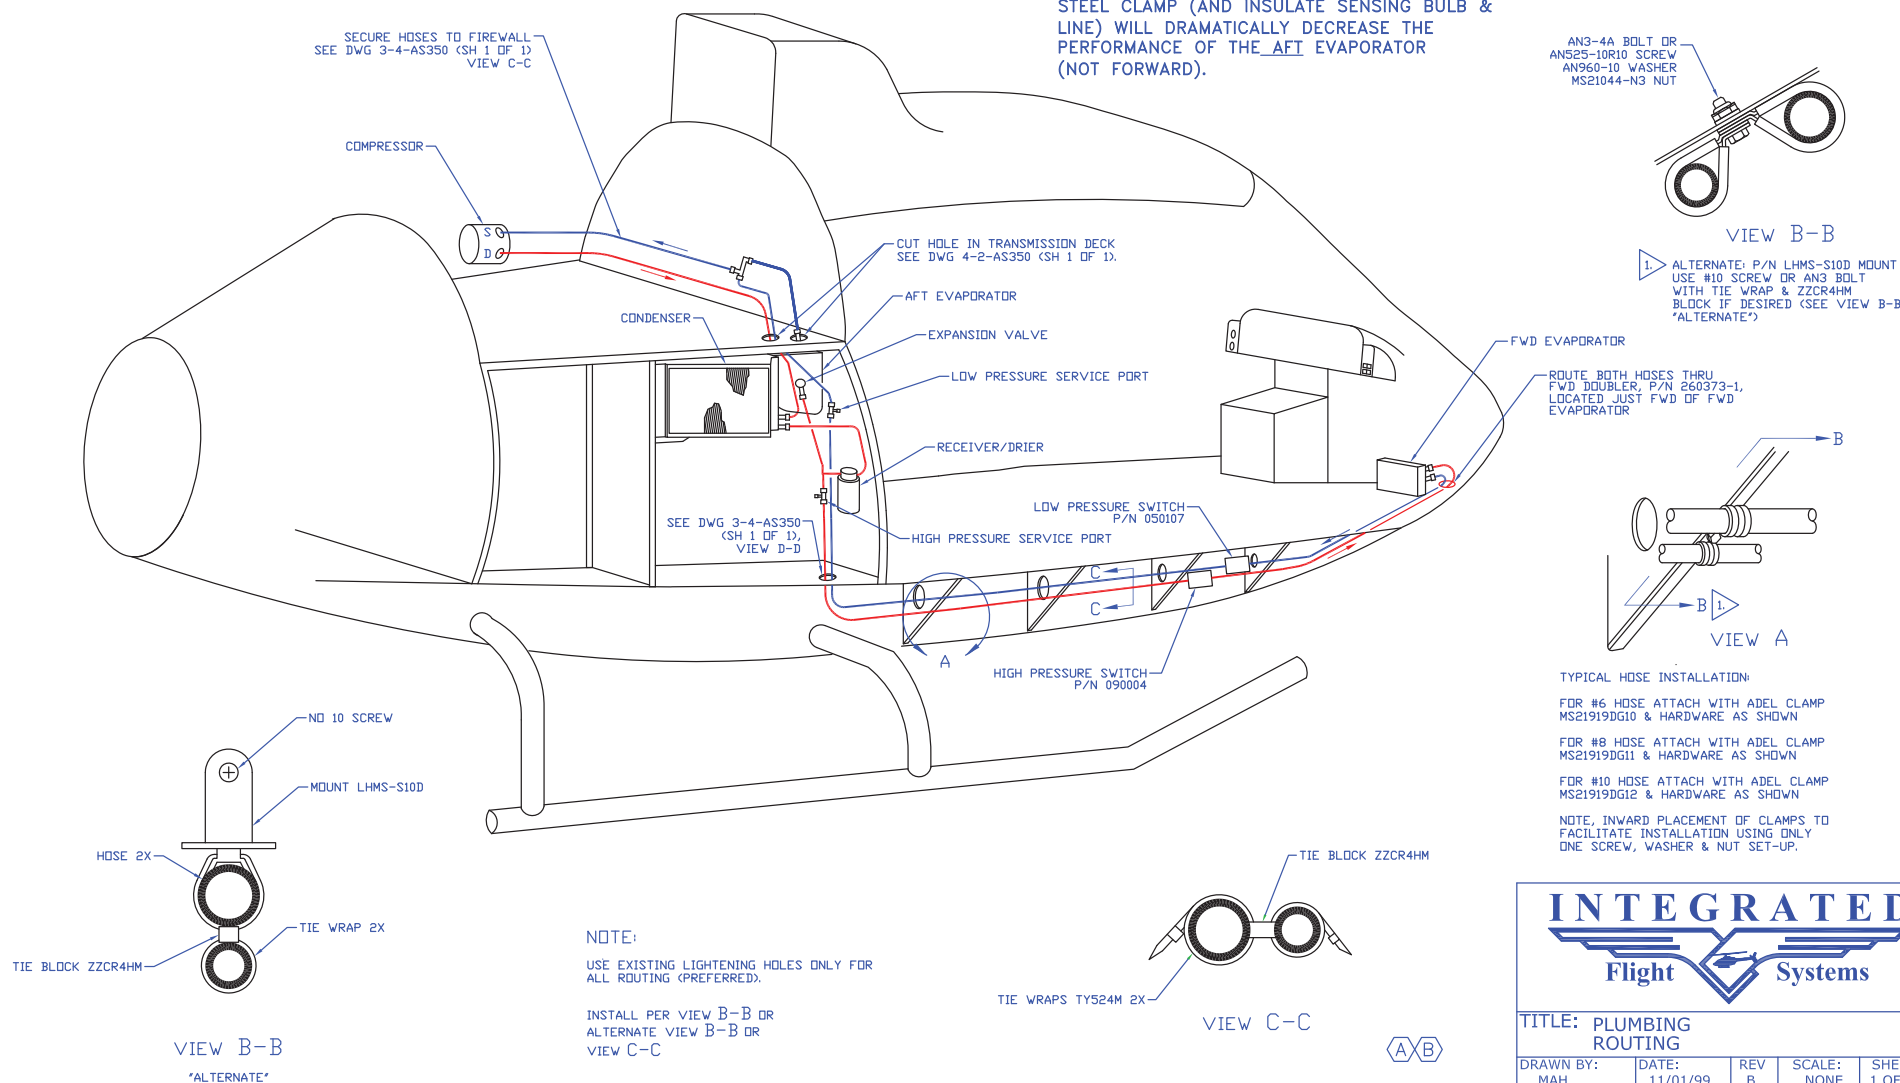 STEEL CLAMP (AND INSULATE SENSING BULB &
LINE) WILL DRAMATICALLY DECREASE THE
PERFORMANCE OF THE AFT EVAPORATOR
(NOT FORWARD).
SECURE HOSES TO FIREWALL
SEE DWG 3-4-AS350 (SH 1 OF 1)
VIEW C-C
COMPRESSOR
S
D
CUT HOLE IN TRANSMISSION DECK
SEE DWG 4-2-AS350 (SH 1 OF 1).
AFT EVAPORATOR
CONDENSER
EXPANSION VALVE
LOW PRESSURE SERVICE PORT
RECEIVER/DRIER
SEE DWG 3-4-AS350
(SH 1 OF 1),
VIEW D-D
HIGH PRESSURE SERVICE PORT
LOW PRESSURE SWITCH
P/N 050107
C
C
A
HIGH PRESSURE SWITCH
P/N 090004
AN3-4A BOLT OR
AN525-10R10 SCREW
AN960-10 WASHER
MS21044-N3 NUT
VIEW B-B
1.
ALTERNATE: P/N LHMS-S10D MOUNT
USE #10 SCREW OR AN3 BOLT
WITH TIE WRAP & ZZCR4HM
BLOCK IF DESIRED (SEE VIEW B-B
"ALTERNATE")
FWD EVAPORATOR
ROUTE BOTH HOSES THRU
FWD DOUBLER, P/N 260373-1,
LOCATED JUST FWD OF FWD
EVAPORATOR
B
B
1.
VIEW A
TYPICAL HOSE INSTALLATION:
FOR #6 HOSE ATTACH WITH ADEL CLAMP
MS21919DG10 & HARDWARE AS SHOWN
FOR #8 HOSE ATTACH WITH ADEL CLAMP
MS21919DG11 & HARDWARE AS SHOWN
FOR #10 HOSE ATTACH WITH ADEL CLAMP
MS21919DG12 & HARDWARE AS SHOWN
NOTE, INWARD PLACEMENT OF CLAMPS TO
FACILITATE INSTALLATION USING ONLY
ONE SCREW, WASHER & NUT SET-UP.
NO 10 SCREW
MOUNT LHMS-S10D
HOSE 2X
TIE WRAP 2X
TIE BLOCK ZZCR4HM
VIEW B-B
"ALTERNATE"
NOTE:
USE EXISTING LIGHTENING HOLES ONLY FOR
ALL ROUTING (PREFERRED).
INSTALL PER VIEW B-B OR
ALTERNATE VIEW B-B OR
VIEW C-C
TIE BLOCK ZZCR4HM
TIE WRAPS TY524M 2X
VIEW C-C
A B
INTEGRATED
Flight Systems
TITLE: PLUMBING
ROUTING
DRAWN BY: DATE: REV SCALE: SHE
MAH 11/01/99 B NONE 1 OF